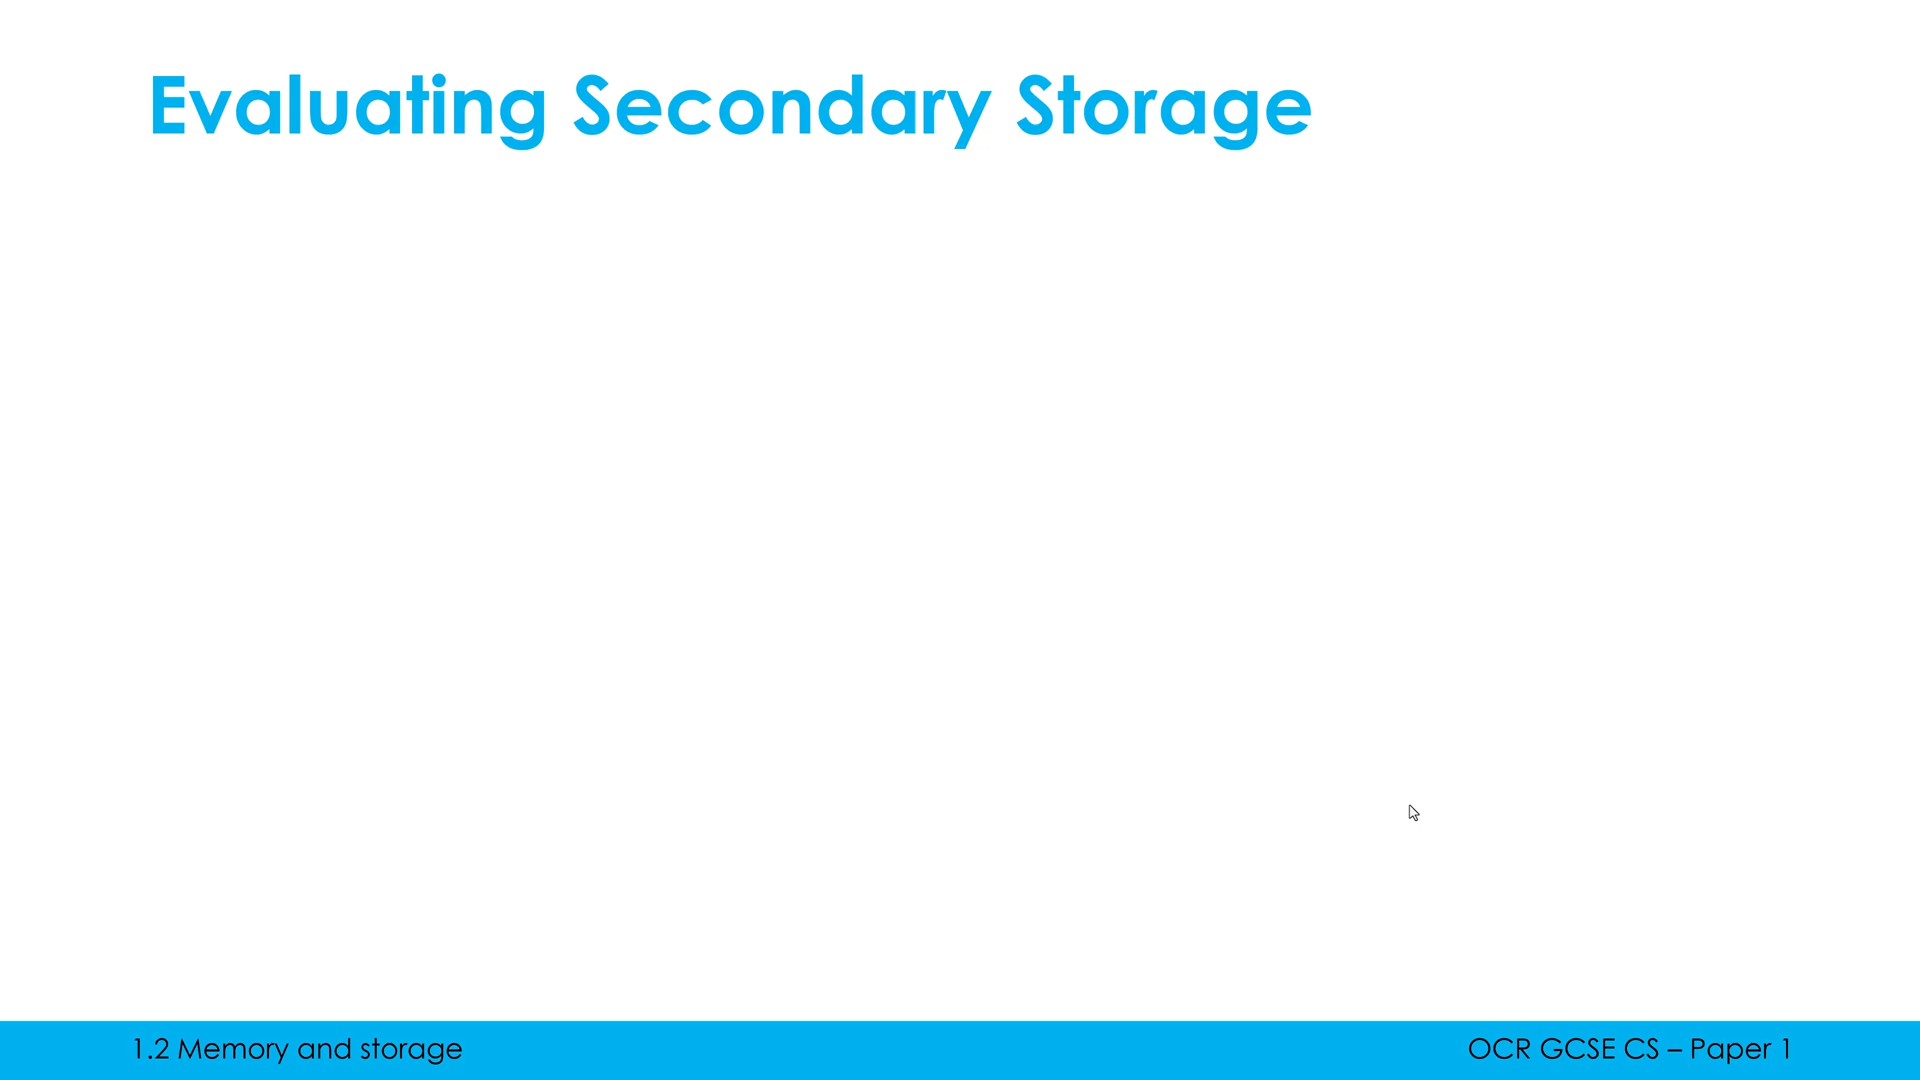 Evaluating Secondary Storage
1.2 Memory and storage
OCR GCSE CS – Paper 1